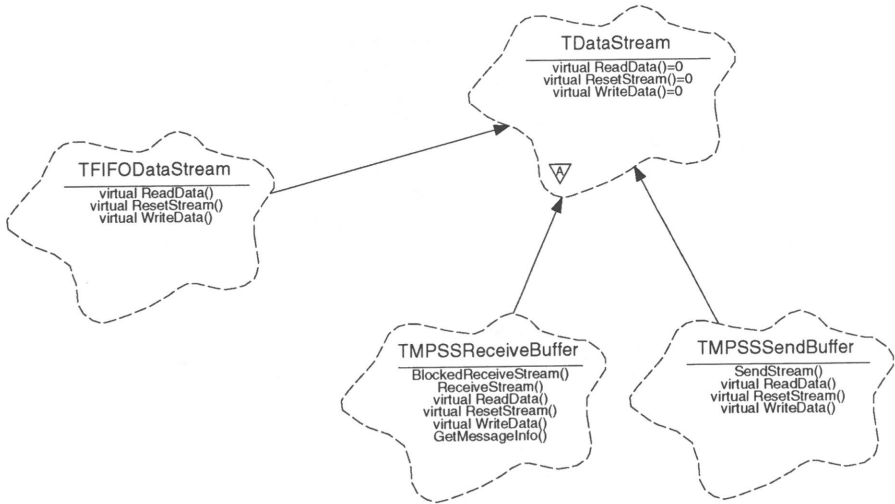 TDataStream
virtual ReadData()=0
virtual ResetStream()=0
virtual WriteData()=0
A
TFIFODataStream
virtual ReadData()
virtual ResetStream()
virtual WriteData()
TMPSSReceiveBuffer
BlockedReceiveStream()
ReceiveStream()
virtual ReadData()
virtual ResetStream()
virtual WriteData()
GetMessageInfo()
TMPSSSendBuffer
SendStream()
virtual ReadData()
virtual ResetStream()
virtual WriteData()